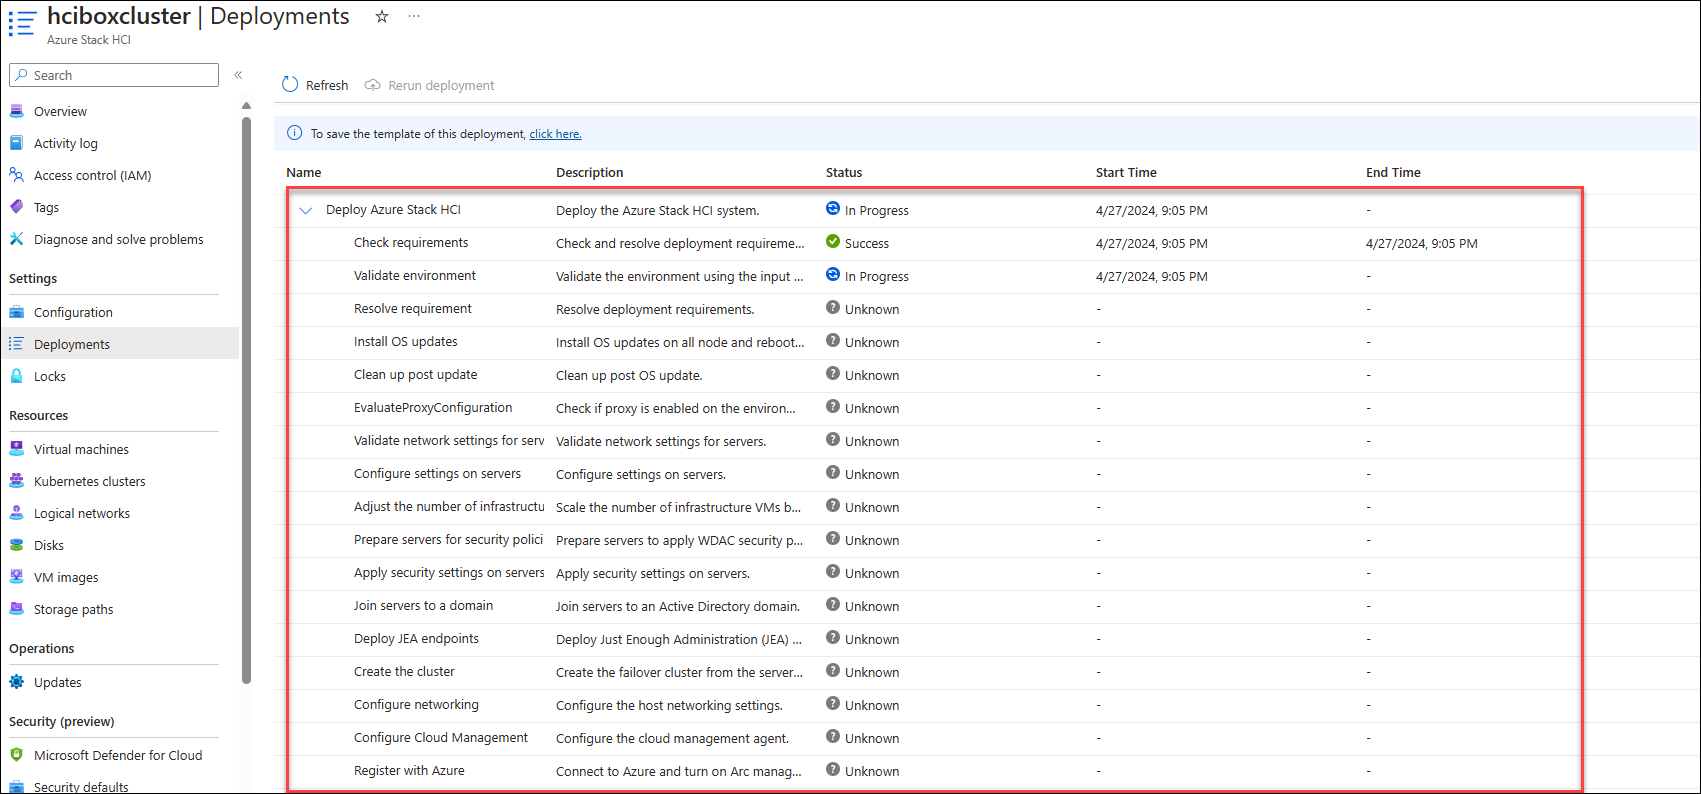 hciboxcluster | Deployments ☆ ···
Azure Stack HCI
Search «
Overview
Activity log
Access control (IAM)
Tags
Diagnose and solve problems
Settings
Configuration
Deployments
Locks
Resources
Virtual machines
Kubernetes clusters
Logical networks
Disks
VM images
Storage paths
Operations
Updates
Security (preview)
Microsoft Defender for Cloud
Security defaults
Refresh Rerun deployment
To save the template of this deployment, click here.
Name Description Status Start Time End Time
Deploy Azure Stack HCI Deploy the Azure Stack HCI system. In Progress 4/27/2024, 9:05 PM -
Check requirements Check and resolve deployment requireme... Success 4/27/2024, 9:05 PM 4/27/2024, 9:05 PM
Validate environment Validate the environment using the input ... In Progress 4/27/2024, 9:05 PM -
Resolve requirement Resolve deployment requirements. Unknown - -
Install OS updates Install OS updates on all node and reboot... Unknown - -
Clean up post update Clean up post OS update. Unknown - -
EvaluateProxyConfiguration Check if proxy is enabled on the environ... Unknown - -
Validate network settings for serv Validate network settings for servers. Unknown - -
Configure settings on servers Configure settings on servers. Unknown - -
Adjust the number of infrastructu Scale the number of infrastructure VMs b... Unknown - -
Prepare servers for security polici Prepare servers to apply WDAC security p... Unknown - -
Apply security settings on servers Apply security settings on servers. Unknown - -
Join servers to a domain Join servers to an Active Directory domain. Unknown - -
Deploy JEA endpoints Deploy Just Enough Administration (JEA) ... Unknown - -
Create the cluster Create the failover cluster from the server... Unknown - -
Configure networking Configure the host networking settings. Unknown - -
Configure Cloud Management Configure the cloud management agent. Unknown - -
Register with Azure Connect to Azure and turn on Arc manag... Unknown - -